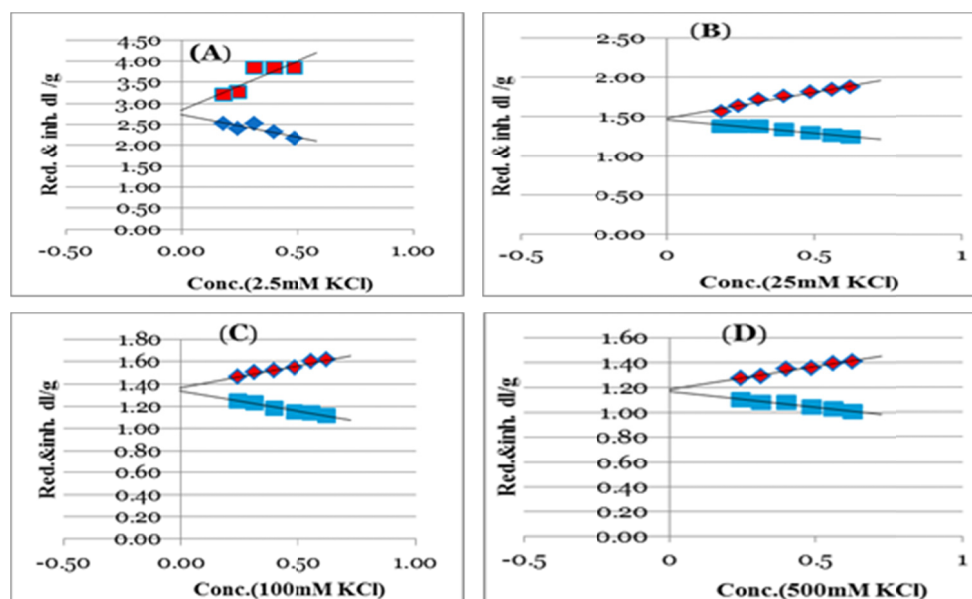 (A)
Red. & inh. dl /g
4.50
4.00
3.50
3.00
2.50
2.00
1.50
1.00
0.50
0.00
-0.50 0.00 0.50 1.00
Conc.(2.5mM KCl)
(B)
Red. & inh. dl /g
2.50
2.00
1.50
1.00
0.50
0.00
-0.5 0 0.5 1
Conc.(25mM KCl)
(C)
Red.&inh. dl/g
1.80
1.60
1.40
1.20
1.00
0.80
0.60
0.40
0.20
0.00
-0.50 0.00 0.50 1.00
Conc.(100mM KCl)
(D)
Red.&inh. dl/g
1.60
1.40
1.20
1.00
0.80
0.60
0.40
0.20
0.00
-0.5 0 0.5 1
Conc.(500mM KCl)